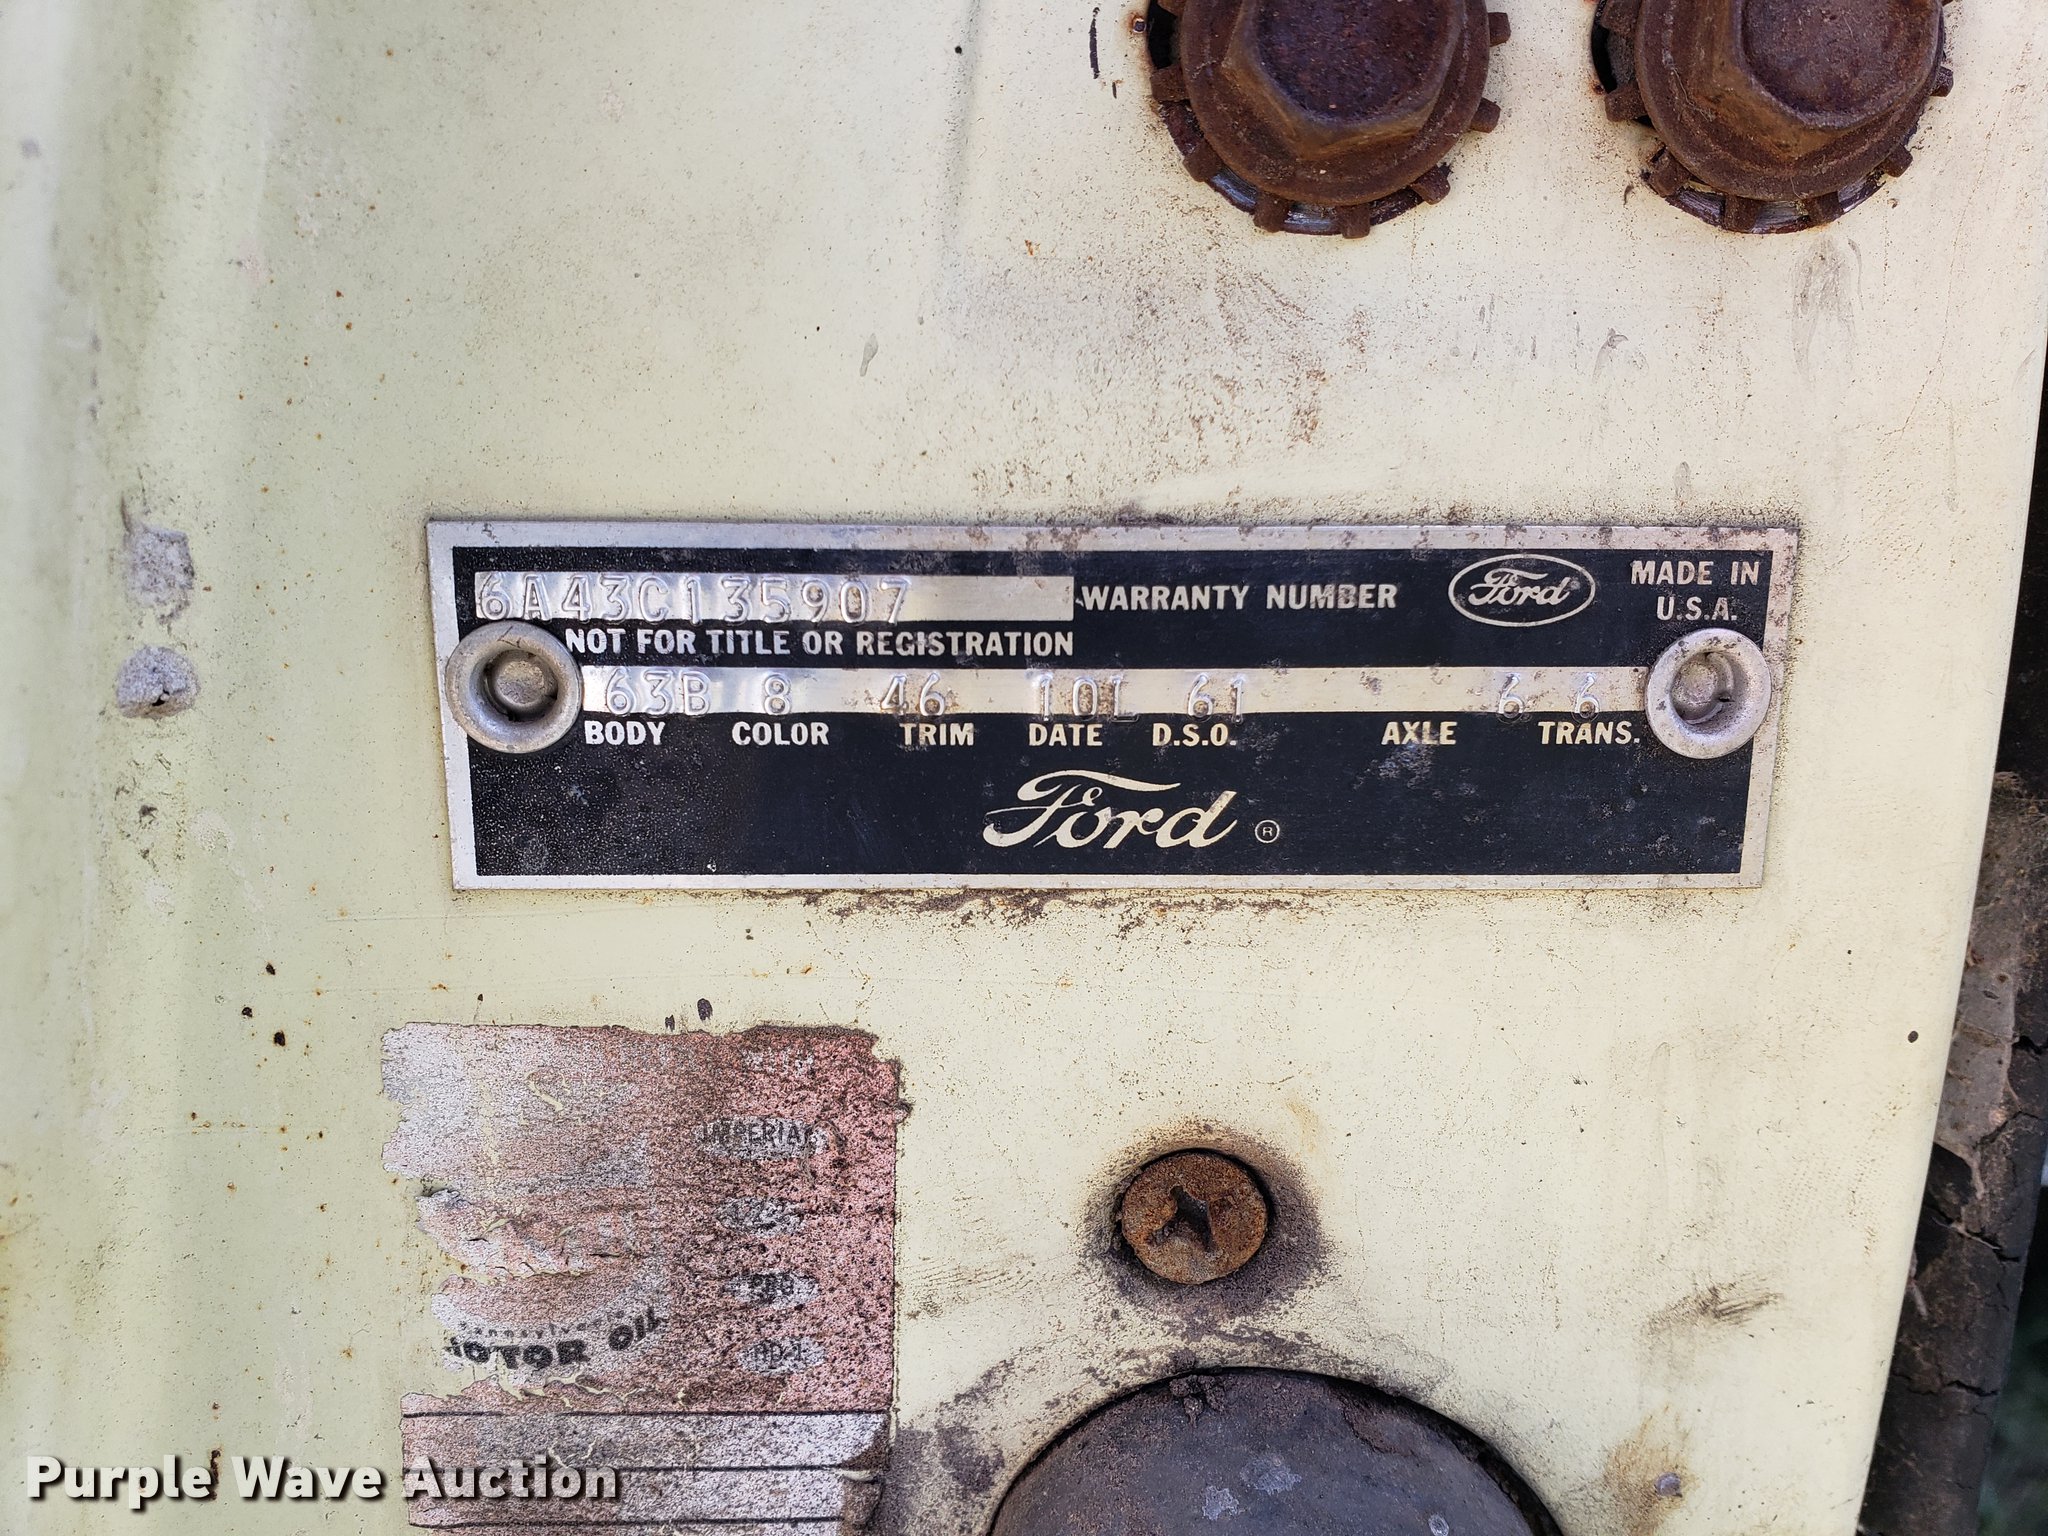 6A43C135907 WARRANTY NUMBER Ford MADE IN
U.S.A.
NOT FOR TITLE OR REGISTRATION
63B 8 46 10L 61 6 6
BODY COLOR TRIM DATE D.S.O. AXLE TRANS.
Ford ®
IMPERIAL
MOTOR OIL
Purple Wave Auction